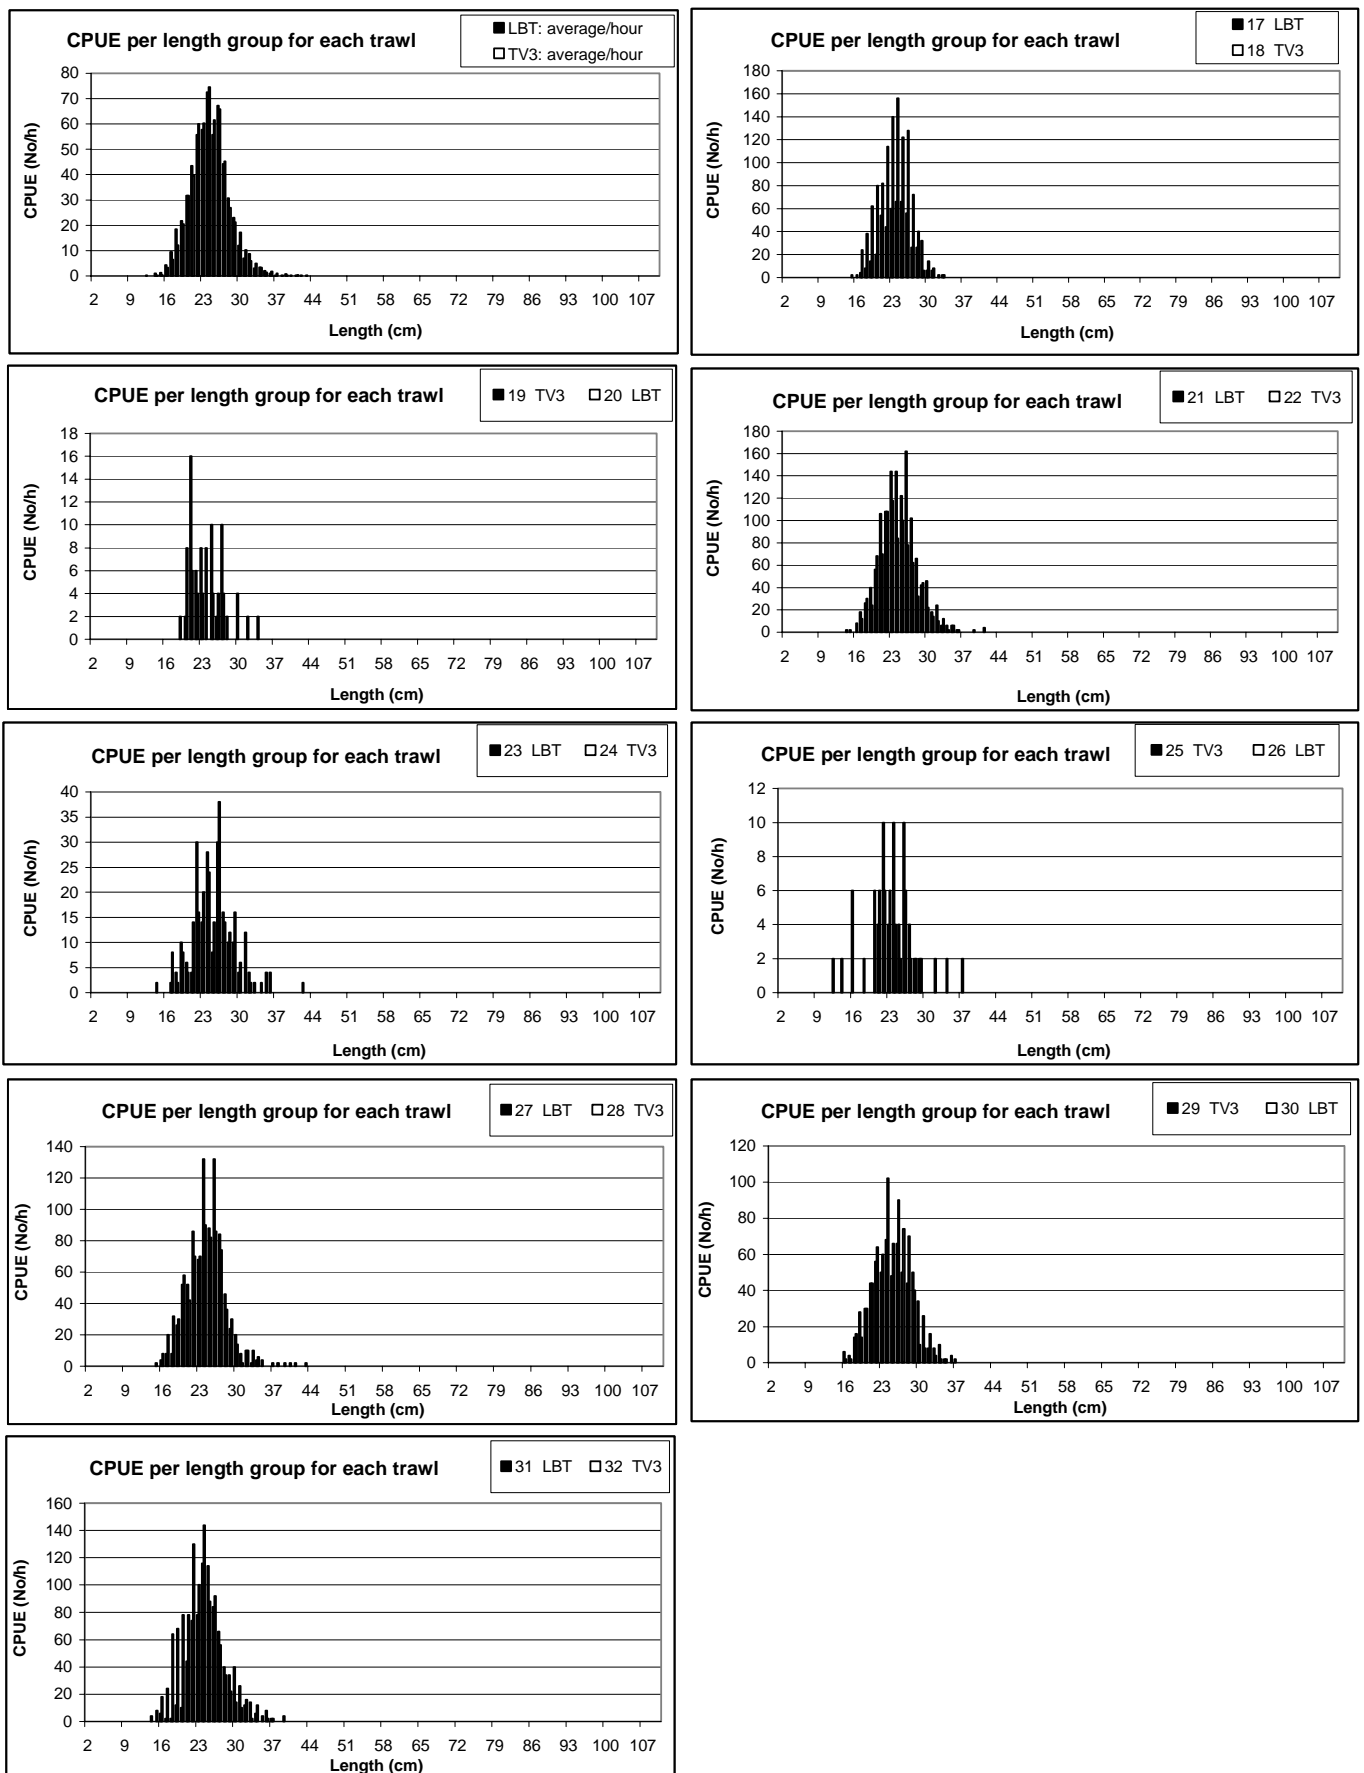 CPUE per length group for each trawl
LBT: average/hour
TV3: average/hour
CPUE (No/h)
80
70
60
50
40
30
20
10
0
2 9 16 23 30 37 44 51 58 65 72 79 86 93 100 107
Length (cm)
CPUE per length group for each trawl
17 LBT
18 TV3
CPUE (No/h)
180
160
140
120
100
80
60
40
20
0
2 9 16 23 30 37 44 51 58 65 72 79 86 93 100 107
Length (cm)
CPUE per length group for each trawl
19 TV3 20 LBT
CPUE (No/h)
18
16
14
12
10
8
6
4
2
0
2 9 16 23 30 37 44 51 58 65 72 79 86 93 100 107
Length (cm)
CPUE per length group for each trawl
21 LBT 22 TV3
CPUE (No/h)
180
160
140
120
100
80
60
40
20
0
2 9 16 23 30 37 44 51 58 65 72 79 86 93 100 107
Length (cm)
CPUE per length group for each trawl
23 LBT 24 TV3
CPUE (No/h)
40
35
30
25
20
15
10
5
0
2 9 16 23 30 37 44 51 58 65 72 79 86 93 100 107
Length (cm)
CPUE per length group for each trawl
25 TV3 26 LBT
CPUE (No/h)
12
10
8
6
4
2
0
2 9 16 23 30 37 44 51 58 65 72 79 86 93 100 107
Length (cm)
CPUE per length group for each trawl
27 LBT 28 TV3
CPUE (No/h)
140
120
100
80
60
40
20
0
2 9 16 23 30 37 44 51 58 65 72 79 86 93 100 107
Length (cm)
CPUE per length group for each trawl
29 TV3 30 LBT
CPUE (No/h)
120
100
80
60
40
20
0
2 9 16 23 30 37 44 51 58 65 72 79 86 93 100 107
Length (cm)
CPUE per length group for each trawl
31 LBT 32 TV3
CPUE (No/h)
160
140
120
100
80
60
40
20
0
2 9 16 23 30 37 44 51 58 65 72 79 86 93 100 107
Length (cm)